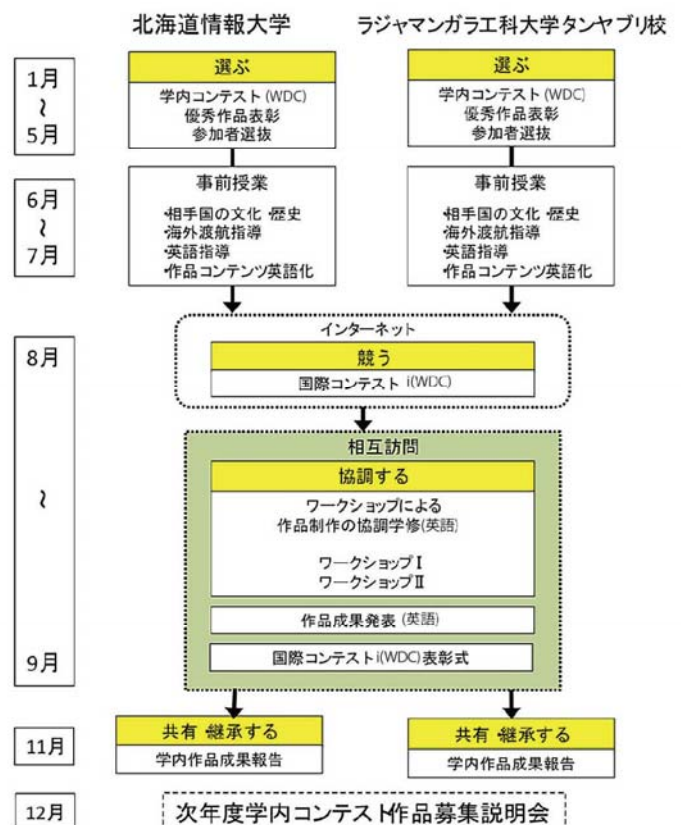 北海道情報大学
ラジャマンガラ工科大学タンヤブリ校
1月
~
5月
選ぶ
学内コンテスト(WDC)
優秀作品表彰
参加者選抜
選ぶ
学内コンテスト(WDC)
優秀作品表彰
参加者選抜
6月
~
7月
事前授業
・相手国の文化・歴史
・海外渡航指導
・英語指導
・作品コンテンツ英語化
事前授業
・相手国の文化・歴史
・海外渡航指導
・英語指導
・作品コンテンツ英語化
8月
~
9月
インターネット
競う
国際コンテスト i(WDC)
相互訪問
協調する
ワークショップによる
作品制作の協調学修(英語)
ワークショップⅠ
ワークショップⅡ
作品成果発表(英語)
国際コンテストi(WDC)表彰式
11月
共有・継承する
学内作品成果報告
共有・継承する
学内作品成果報告
12月
次年度学内コンテスト作品募集説明会